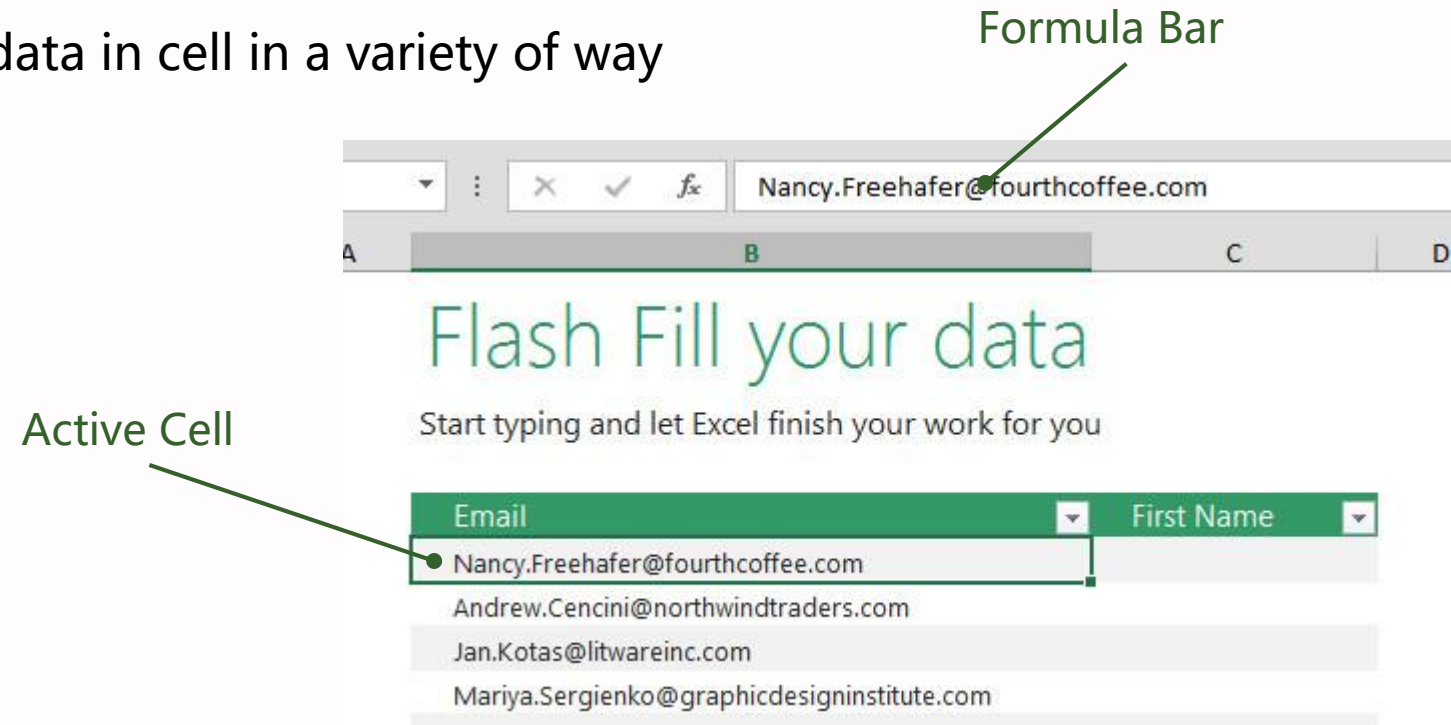 Formula Bar
data in cell in a variety of way
fx Nancy.Freehafer@fourthcoffee.com
A B C D
Flash Fill your data
Active Cell
Start typing and let Excel finish your work for you
Email First Name
Nancy.Freehafer@fourthcoffee.com
Andrew.Cencini@northwindtraders.com
Jan.Kotas@litwareinc.com
Mariya.Sergienko@graphicdesigninstitute.com